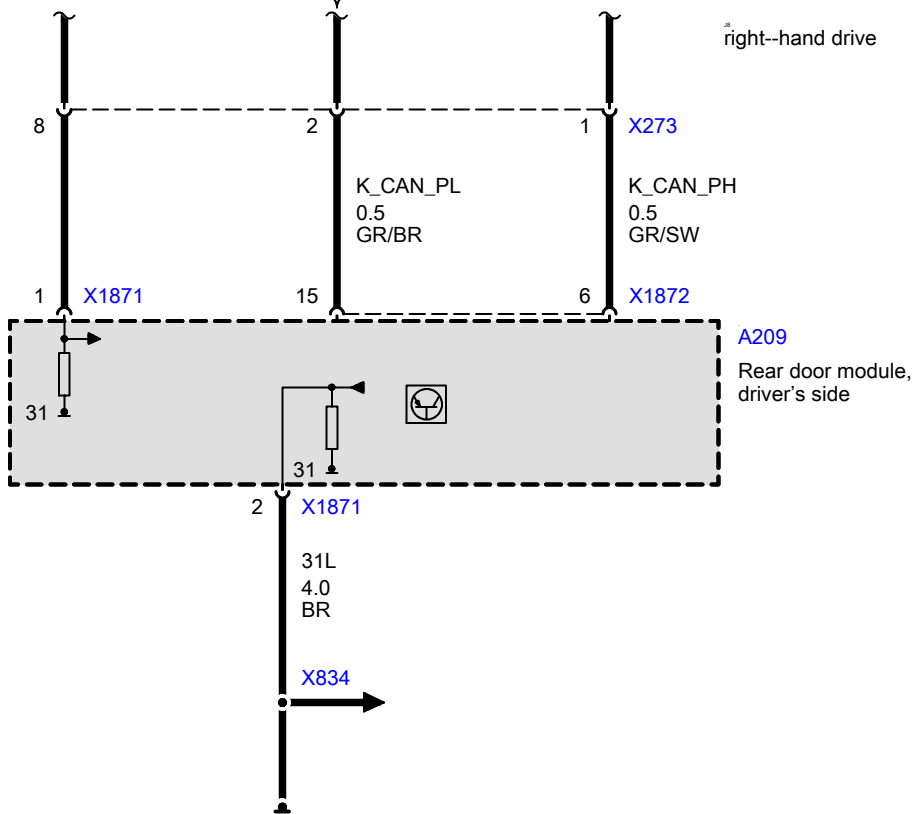 right--hand drive
8
2
1 X273
K_CAN_PL
0.5
GR/BR
K_CAN_PH
0.5
GR/SW
1 X1871
15
6 X1872
A209
Rear door module,
driver's side
31
31
2 X1871
31L
4.0
BR
X834